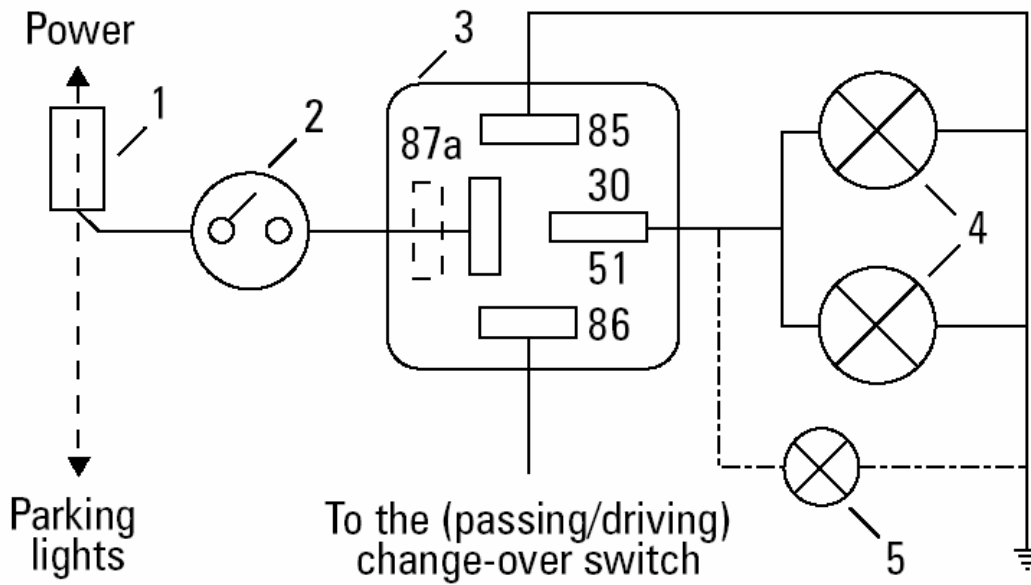 Power
1
2
3
87a
85
30
51
86
4
5
Parking
lights
To the (passing/driving)
change-over switch